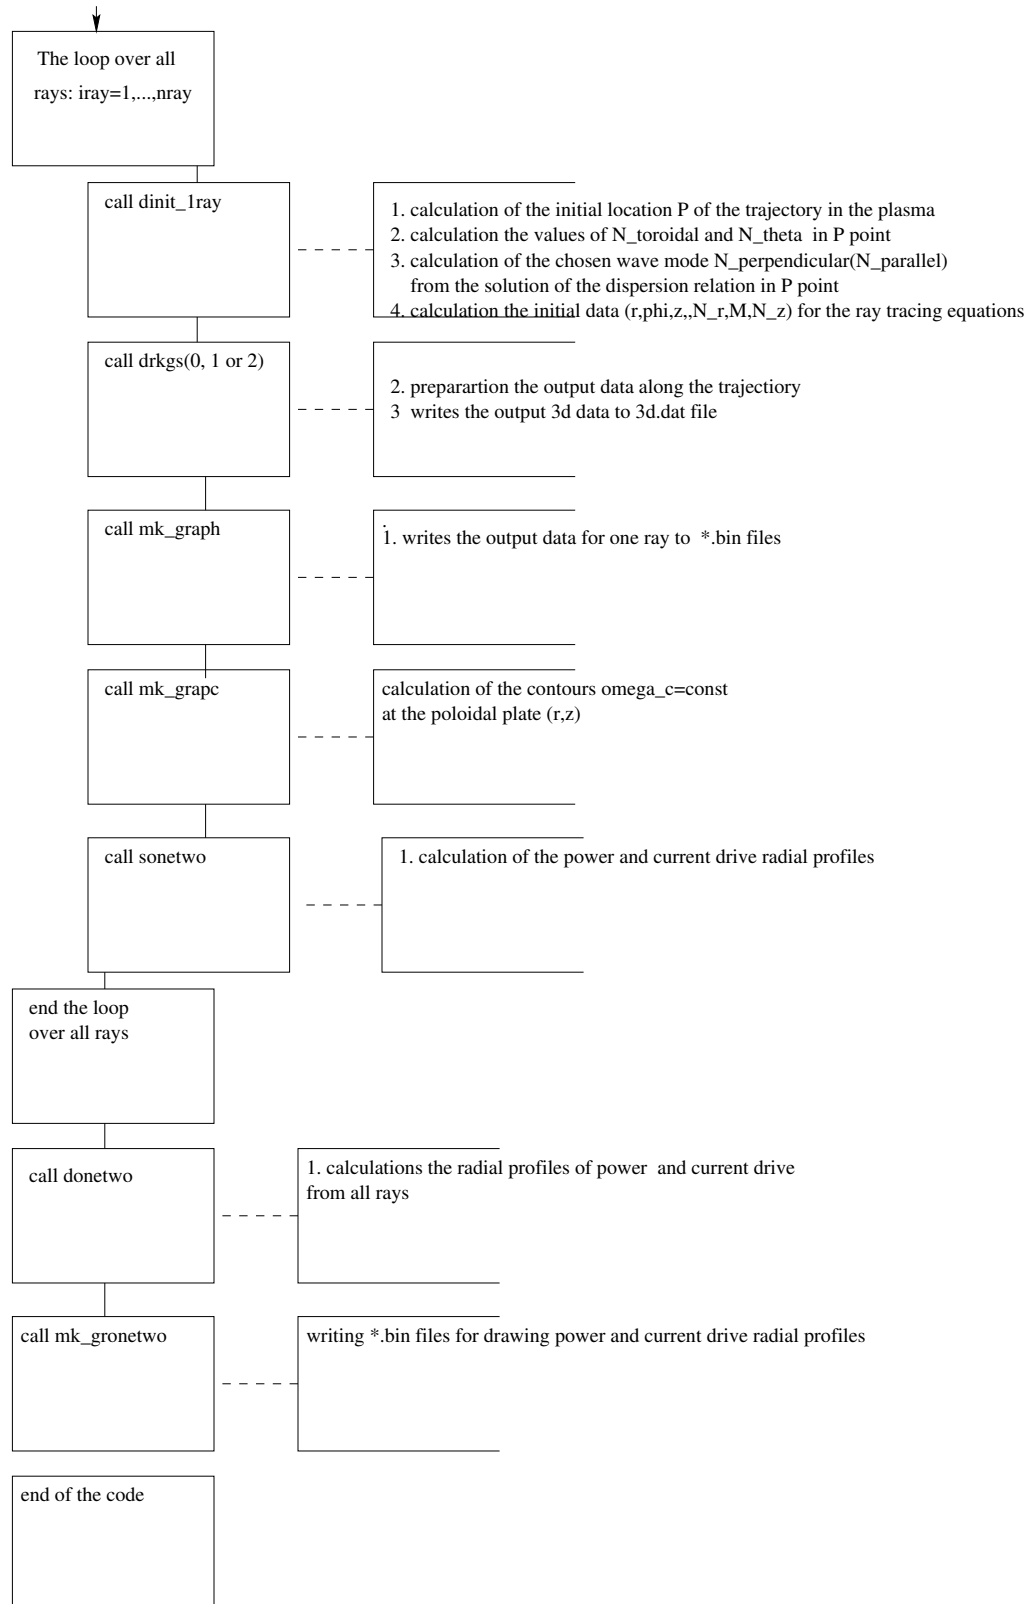 The loop over all
rays: iray=1,...,nray
call dinit_1ray
1. calculation of the initial location P of the trajectory in the plasma
2. calculation the values of N_toroidal and N_theta in P point
3. calculation of the chosen wave mode N_perpendicular(N_parallel)
from the solution of the dispersion relation in P point
4. calculation the initial data (r,phi,z,,N_r,M,N_z) for the ray tracing equations
call drkgs(0, 1 or 2)
2. preparartion the output data along the trajectiory
3 writes the output 3d data to 3d.dat file
call mk_graph
.
1. writes the output data for one ray to *.bin files
call mk_grapc
calculation of the contours omega_c=const
at the poloidal plate (r,z)
call sonetwo
1. calculation of the power and current drive radial profiles
end the loop
over all rays
call donetwo
1. calculations the radial profiles of power and current drive
from all rays
call mk_gronetwo
writing *.bin files for drawing power and current drive radial profiles
end of the code